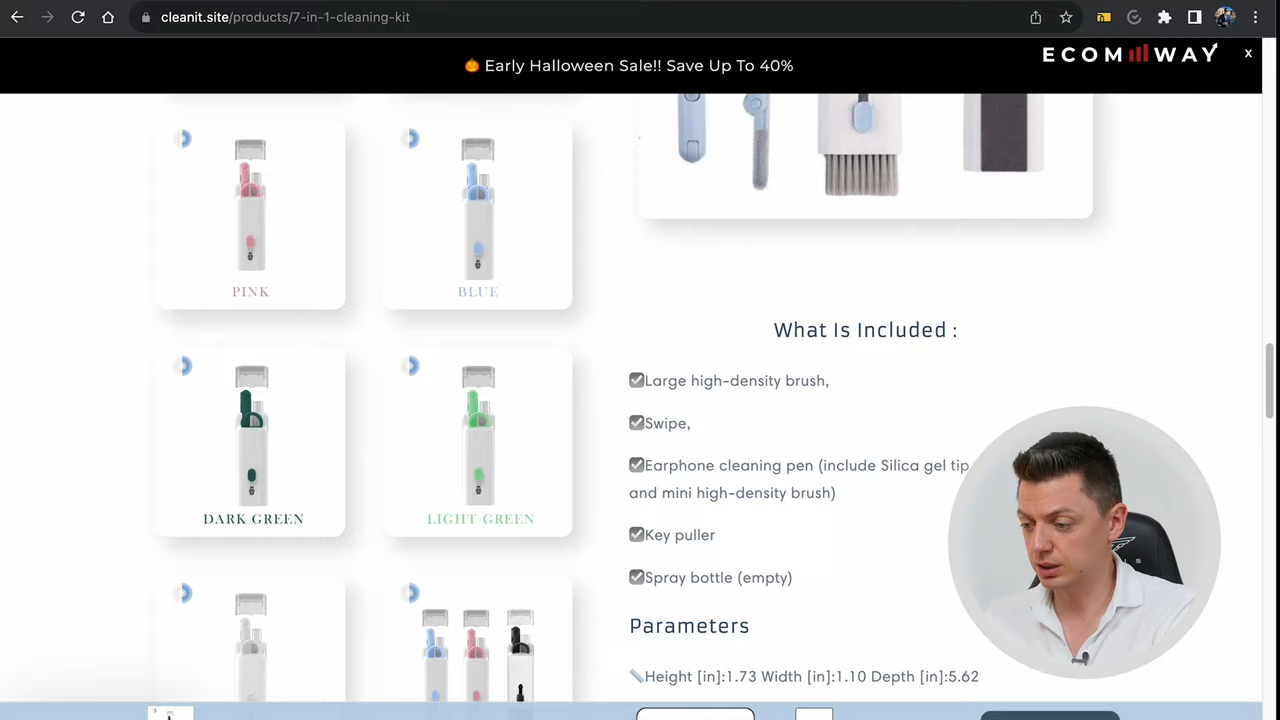 cleanit.site/products/7-in-1-cleaning-kit
🎃 Early Halloween Sale!! Save Up To 40%
ECOM WAY
x
PINK
BLUE
DARK GREEN
LIGHT GREEN
What Is Included :
☑Large high-density brush,
☑Swipe,
☑Earphone cleaning pen (include Silica gel tip
and mini high-density brush)
☑Key puller
☑Spray bottle (empty)
Parameters
📏Height [in]:1.73 Width [in]:1.10 Depth [in]:5.62